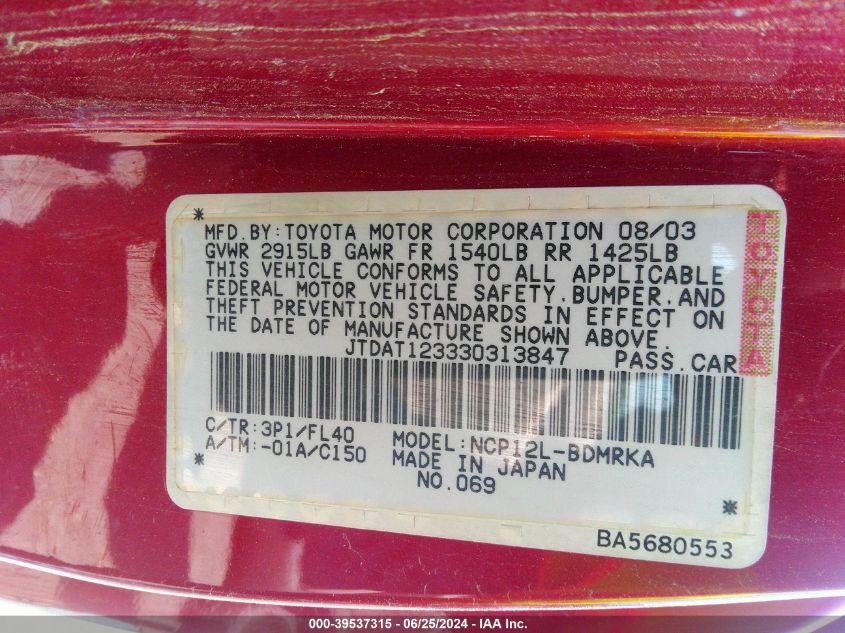 * MFD.BY:TOYOTA MOTOR CORPORATION 08/03
GVWR 2915LB GAWR FR 1540LB RR 1425LB
THIS VEHICLE CONFORMS TO ALL APPLICABLE
FEDERAL MOTOR VEHICLE SAFETY,BUMPER,AND
THEFT PREVENTION STANDARDS IN EFFECT ON
THE DATE OF MANUFACTURE SHOWN ABOVE.
JTDAT123330313847 PASS.CAR
TOYOTA
C/TR:3P1/FL40
A/TM:-01A/C150
MODEL:NCP12L-BDMRKA
MADE IN JAPAN
NO.069
* *
BA5680553
000-39537315 - 06/25/2024 - IAA Inc.